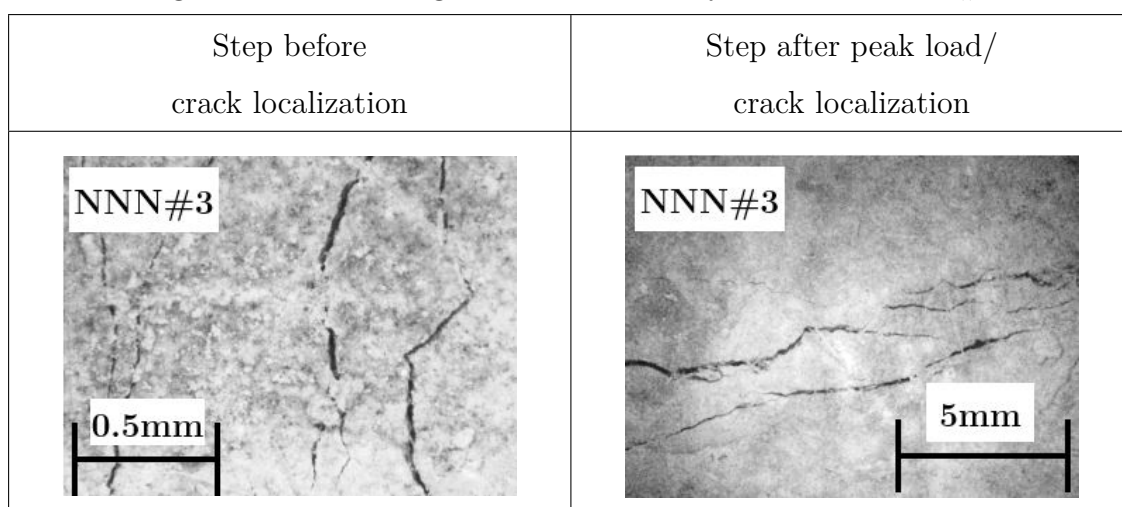 Step before
crack localization
Step after peak load/
crack localization
NNN#3
0.5mm
NNN#3
5mm